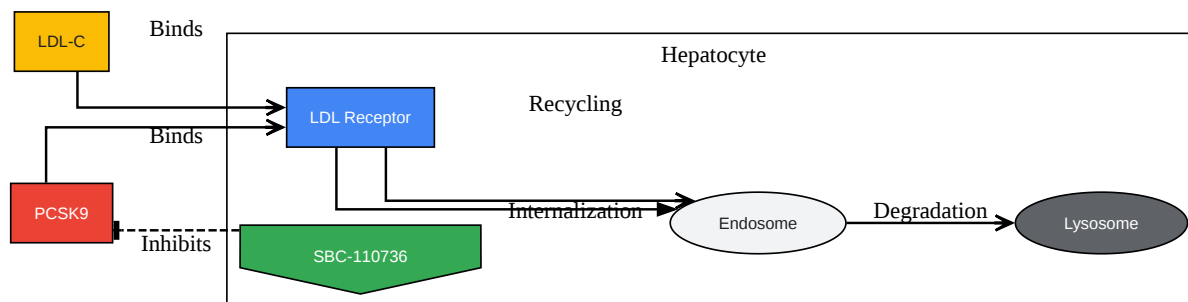 LDL-C
Binds
Hepatocyte
Recycling
LDL Receptor
Binds
PCSK9
Internalization
Endosome
Degradation
Lysosome
Inhibits
SBC-110736